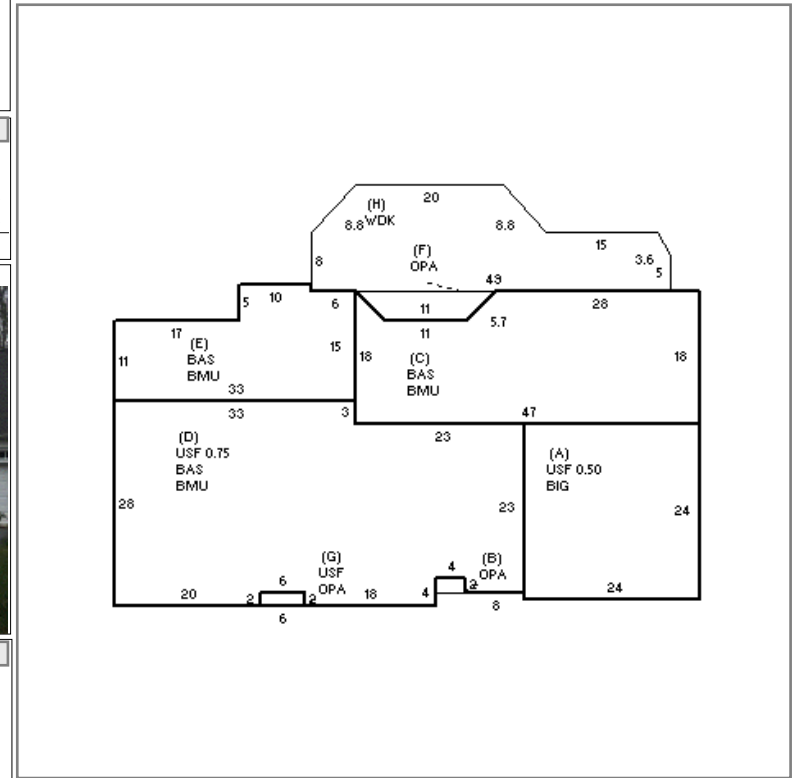 20
(H)
WDK
8.8
8.8
(F)
OPA
15
8
3.6
5
49
10
5
6
11
28
5.7
11
17
(E)
BAS
BMU
15
11
18
(C)
BAS
BMU
18
33
33
3
47
23
(D)
USF 0.75
BAS
BMU
(A)
USF 0.50
BIG
28
23
24
(G)
USF
OPA
(B)
OPA
4
6
2
20
2
2
18
4
8
24
6